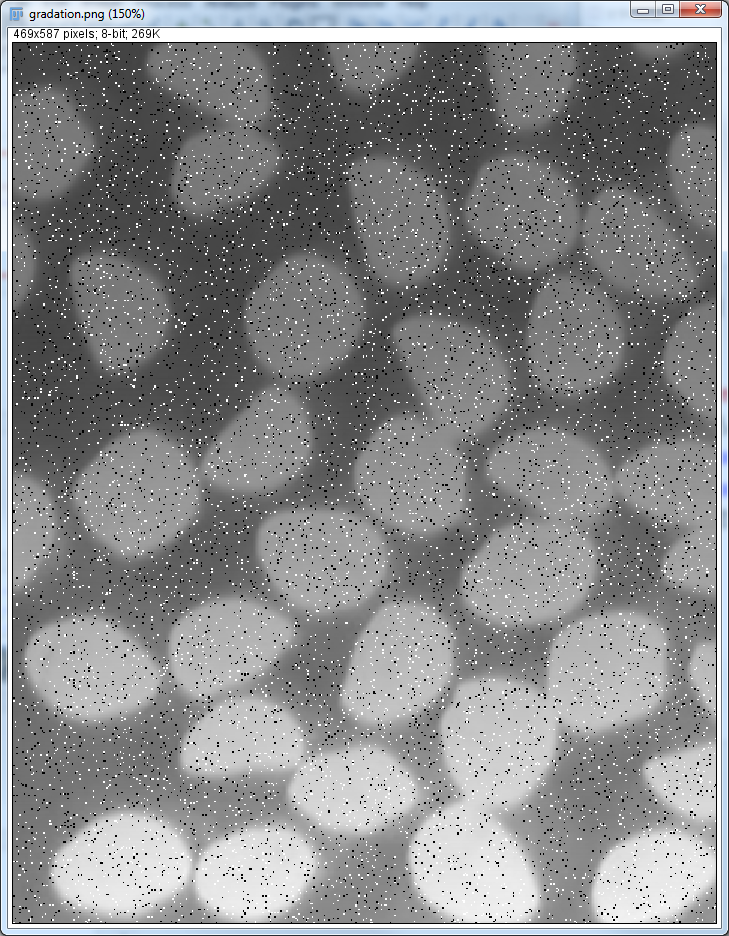 gradation.png (150%)
469x587 pixels; 8-bit; 269K